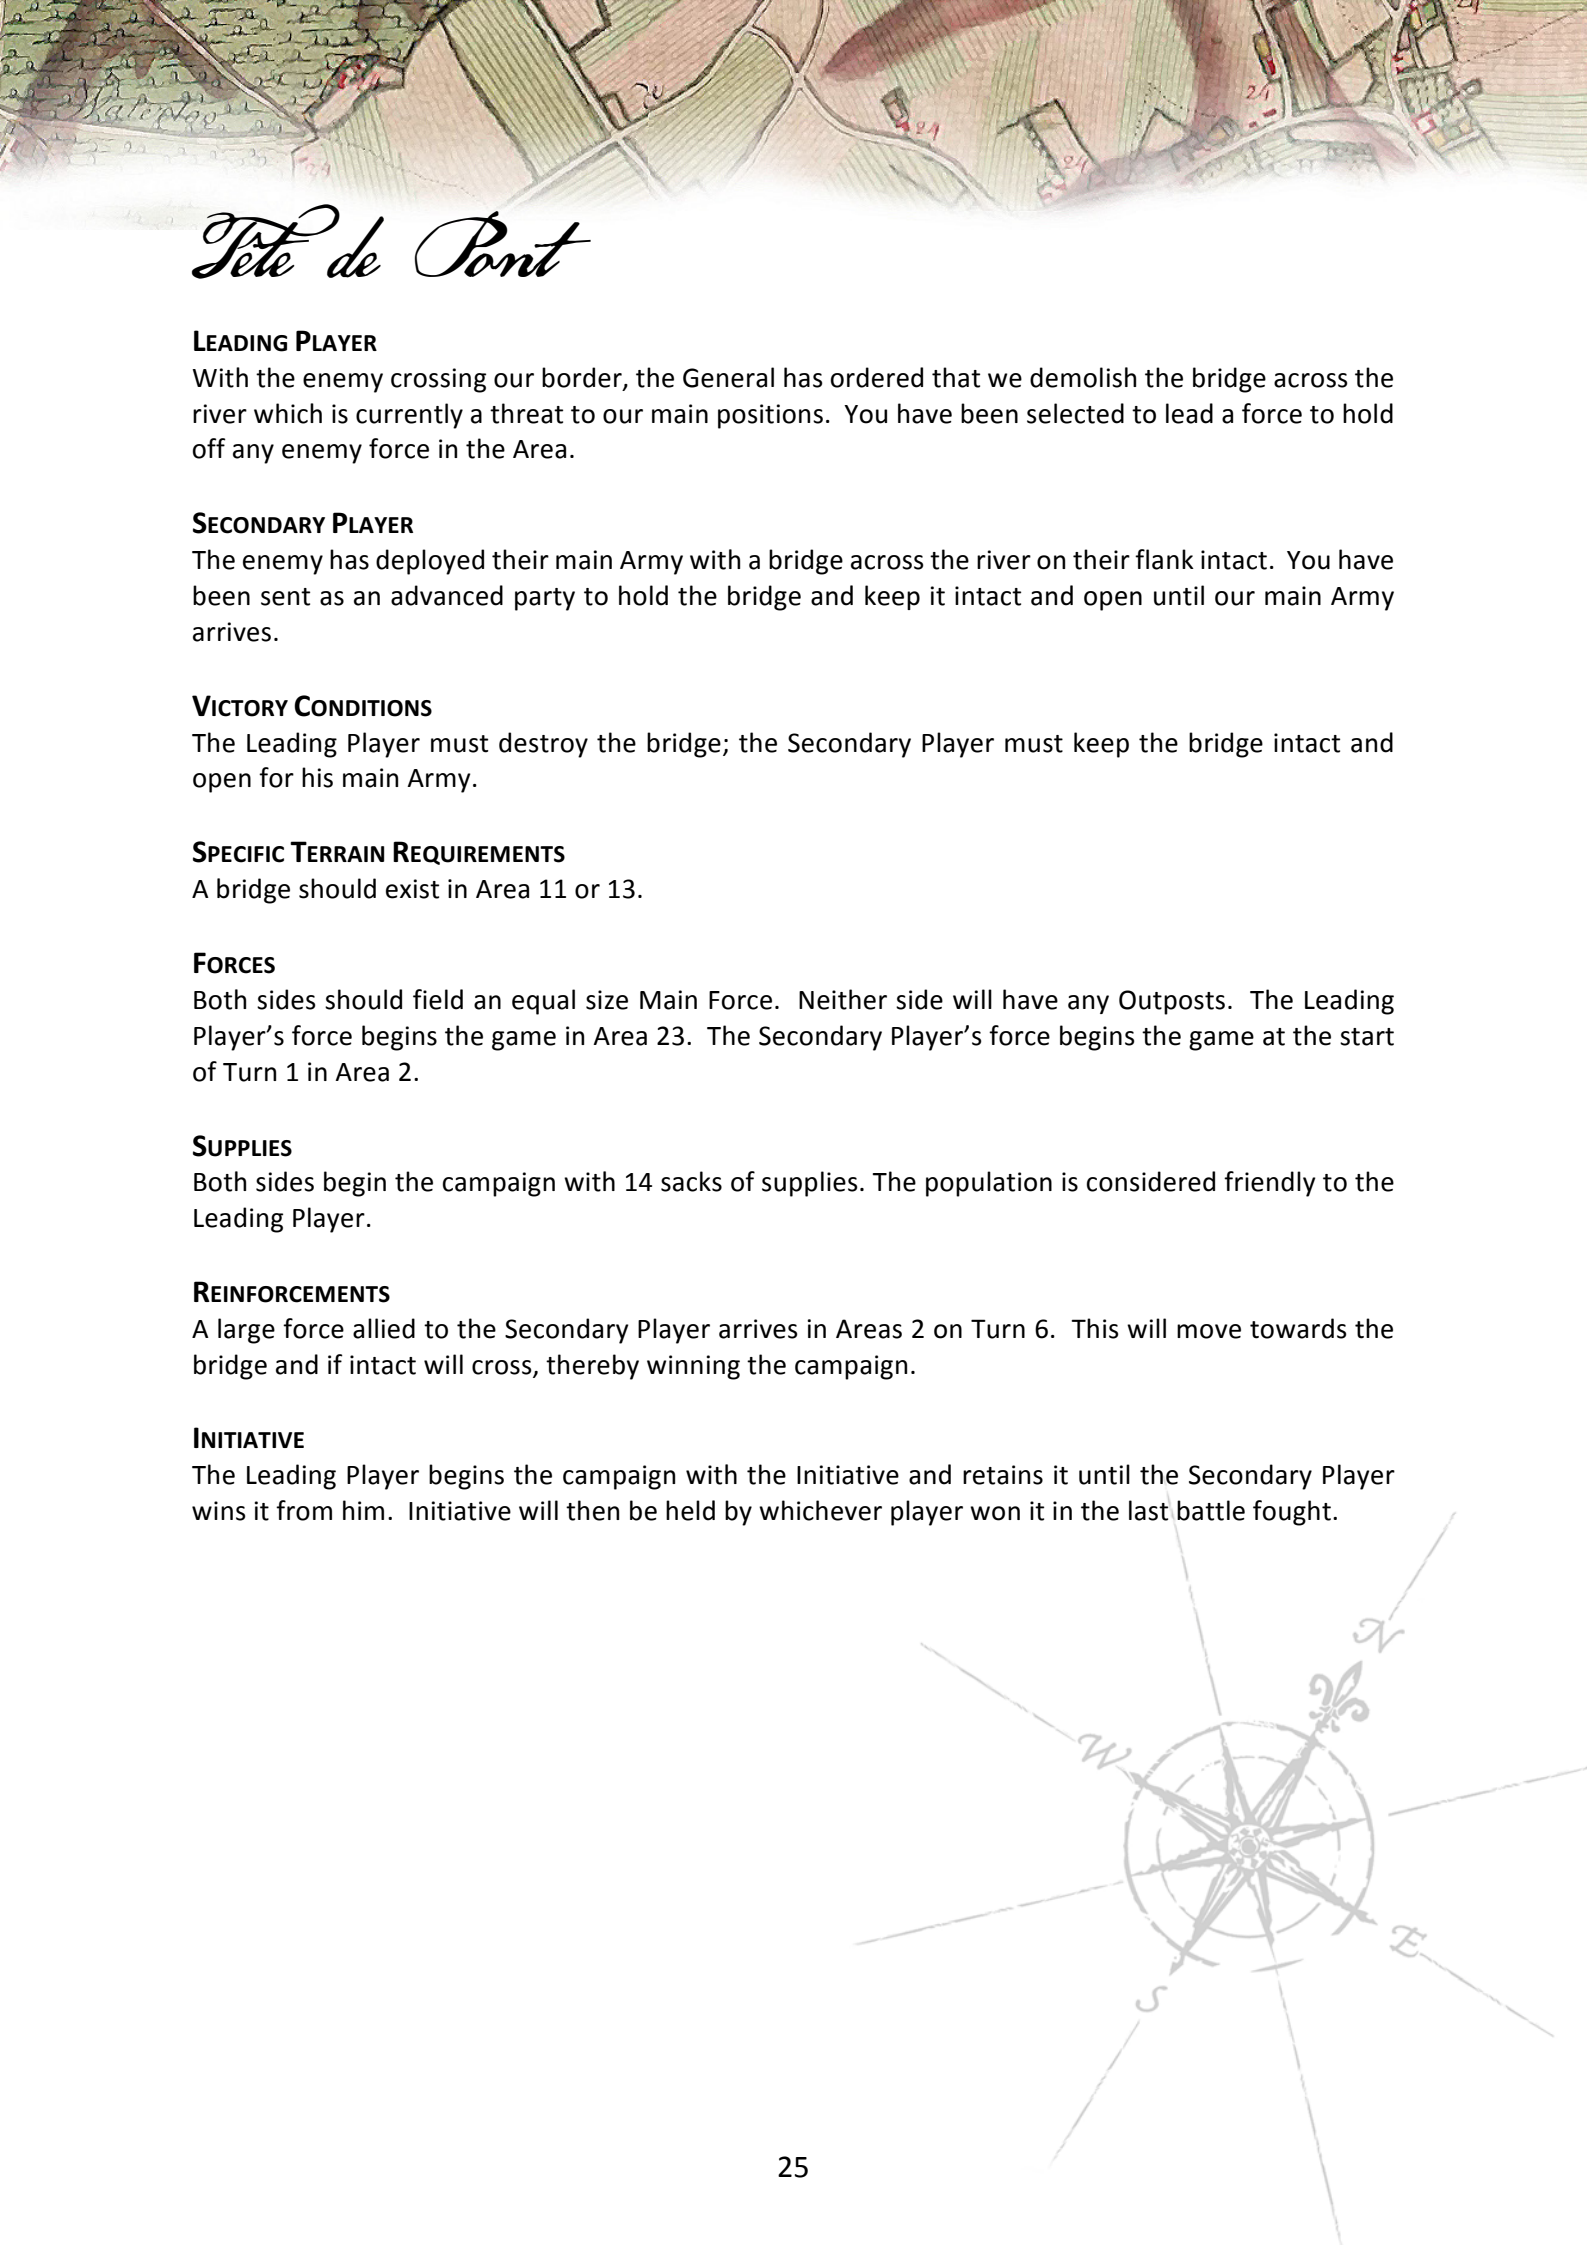 Waterloo
24
24
24
24
Tête de Pont
LEADING PLAYER
With the enemy crossing our border, the General has ordered that we demolish the bridge across the
river which is currently a threat to our main positions.  You have been selected to lead a force to hold
off any enemy force in the Area.
SECONDARY PLAYER
The enemy has deployed their main Army with a bridge across the river on their flank intact.  You have
been sent as an advanced party to hold the bridge and keep it intact and open until our main Army
arrives.
VICTORY CONDITIONS
The Leading Player must destroy the bridge; the Secondary Player must keep the bridge intact and
open for his main Army.
SPECIFIC TERRAIN REQUIREMENTS
A bridge should exist in Area 11 or 13.
FORCES
Both sides should field an equal size Main Force.  Neither side will have any Outposts.  The Leading
Player’s force begins the game in Area 23.  The Secondary Player’s force begins the game at the start
of Turn 1 in Area 2.
SUPPLIES
Both sides begin the campaign with 14 sacks of supplies. The population is considered friendly to the
Leading Player.
REINFORCEMENTS
A large force allied to the Secondary Player arrives in Areas 2 on Turn 6.  This will move towards the
bridge and if intact will cross, thereby winning the campaign.
INITIATIVE
The Leading Player begins the campaign with the Initiative and retains it until the Secondary Player
wins it from him.  Initiative will then be held by whichever player won it in the last battle fought.
N
W
E
S
25